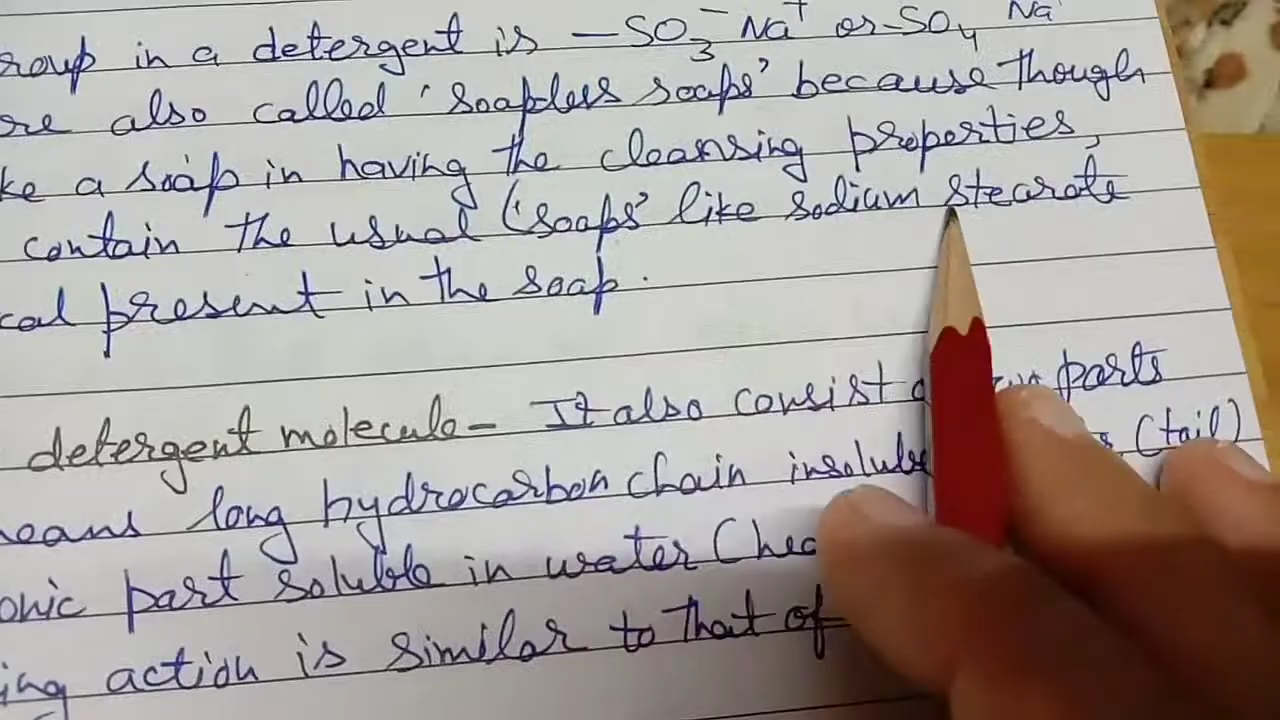 roup in a detergent is –SO3⁻Na⁺ or –SO4 Na
re also called 'soapless soaps' because though
ke a soap in having the cleansing properties,
contain the usual ('soaps' like sodium stearate
cal present in the soap.
detergent molecule – It also consist parts
eans long hydrocarbon chain insoluble (tail)
onic part soluble in water (hea
ing action is similar to that of